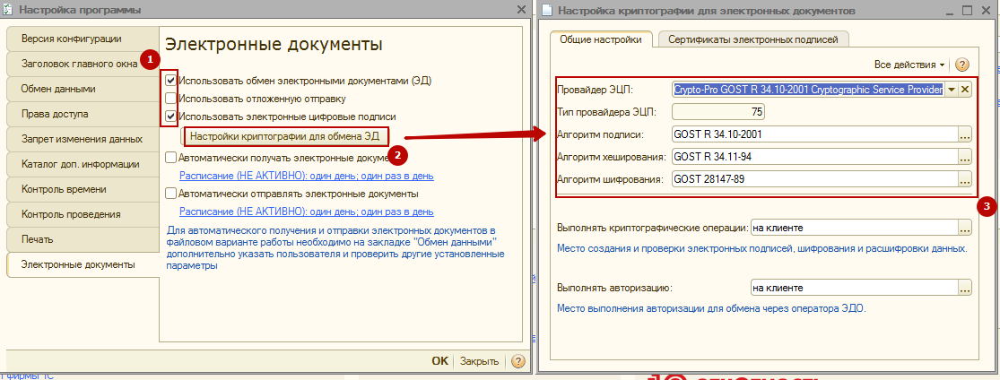 Настройка программы
Версия конфигурации
Заголовок главного окна
Обмен данными
Права доступа
Запрет изменения данных
Каталог доп. информации
Контроль времени
Контроль проведения
Печать
Электронные документы
Электронные документы
1
Использовать обмен электронными документами (ЭД)
Использовать отложенную отправку
Использовать электронные цифровые подписи
Настройки криптографии для обмена ЭД
2
Автоматически получать электронные докуме
Расписание (НЕ АКТИВНО): один день; один раз в день
Автоматически отправлять электронные документы
Расписание (НЕ АКТИВНО): один день; один раз в день
Для автоматического получения и отправки электронных документов в
файловом варианте работы необходимо на закладке "Обмен данными"
дополнительно указать пользователя и проверить другие установленные
параметры
OK Закрыть ?
Настройка криптографии для электронных документов
Общие настройки Сертификаты электронных подписей
Все действия ?
Провайдер ЭЦП: Crypto-Pro GOST R 34.10-2001 Cryptographic Service Provider
Тип провайдера ЭЦП: 75
Алгоритм подписи: GOST R 34.10-2001 ...
Алгоритм хеширования: GOST R 34.11-94 ...
Алгоритм шифрования: GOST 28147-89 ...
3
Выполнять криптографические операции: на клиенте ...
Место создания и проверки электронных подписей, шифрования и расшифровки данных.
Выполнять авторизацию: на клиенте ...
Место выполнения авторизации для обмена через оператора ЭДО.